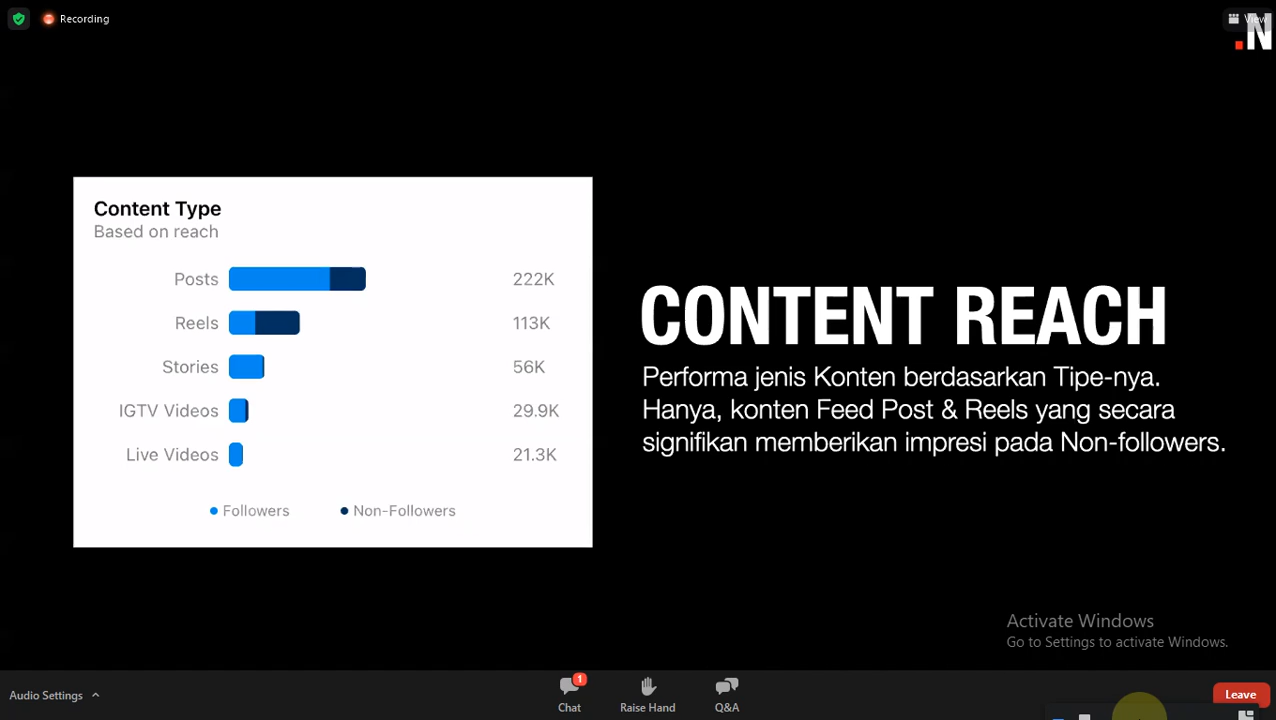 Recording
View
.N
Content Type
Based on reach
Posts 222K
Reels 113K
Stories 56K
IGTV Videos 29.9K
Live Videos 21.3K
Followers Non-Followers
CONTENT REACH
Performa jenis Konten berdasarkan Tipe-nya.
Hanya, konten Feed Post & Reels yang secara
signifikan memberikan impresi pada Non-followers.
Activate Windows
Go to Settings to activate Windows.
Audio Settings
1
Chat Raise Hand Q&A Leave